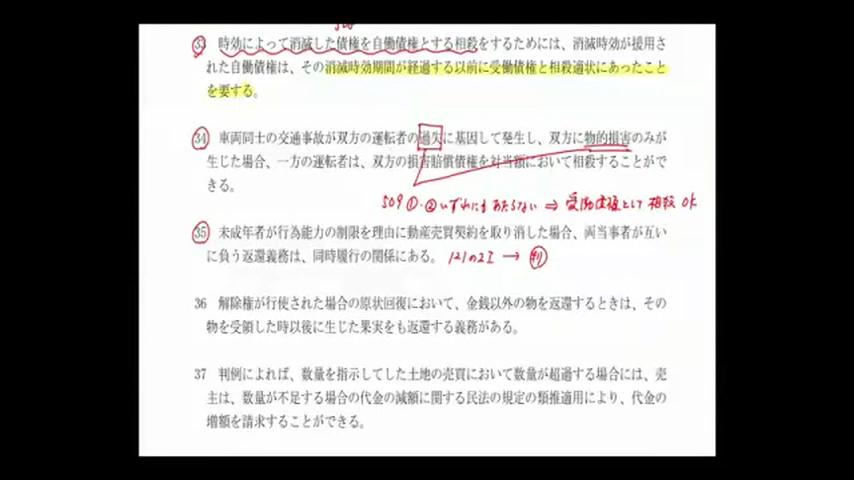 33 時効によって消滅した債権を自働債権とする相殺をするためには、消滅時効が援用さ
れた自働債権は、その消滅時効期間が経過する以前に受働債権と相殺適状にあったこと
を要する。
34 車両同士の交通事故が双方の運転者の過失に基因して発生し、双方に物的損害のみが
生じた場合、一方の運転者は、双方の損害賠償債権を対当額において相殺することがで
きる。
509①・②いずれにもあたらない ⇒ 受働債権として相殺OK
35 未成年者が行為能力の制限を理由に動産売買契約を取り消した場合、両当事者が互い
に負う返還義務は、同時履行の関係にある。 121の2I → 判
36 解除権が行使された場合の原状回復において、金銭以外の物を返還するときは、その
物を受領した時以後に生じた果実をも返還する義務がある。
37 判例によれば、数量を指示してした土地の売買において数量が超過する場合には、売
主は、数量が不足する場合の代金の減額に関する民法の規定の類推適用により、代金の
増額を請求することができる。